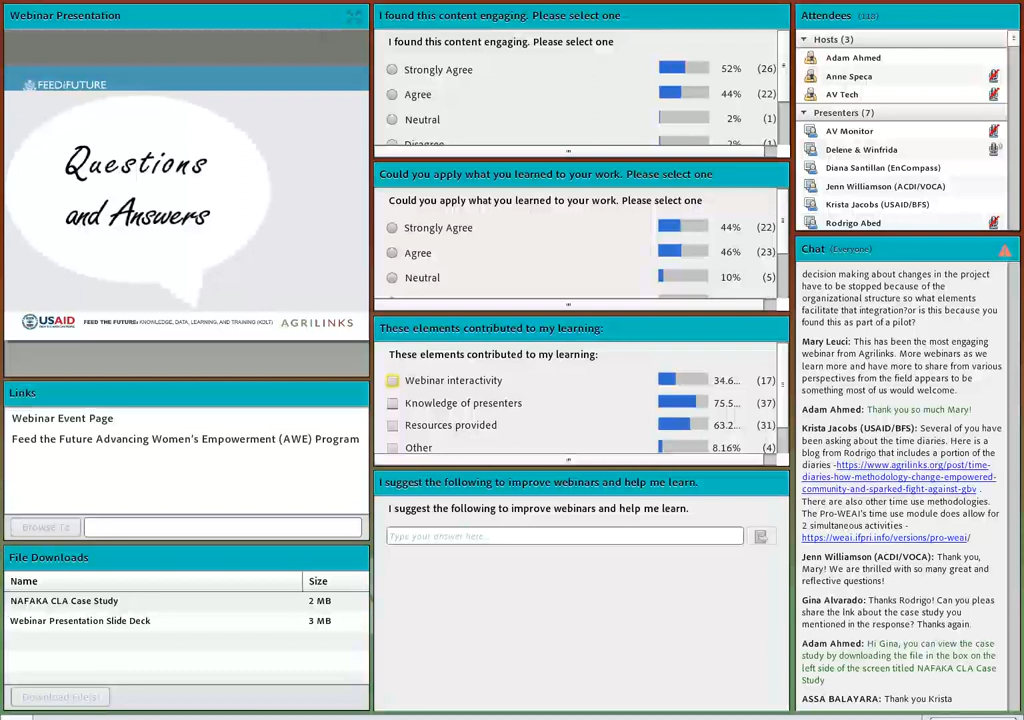 Webinar Presentation
FEED THE FUTURE
Questions
and Answers
USAID
FEED THE FUTURE: KNOWLEDGE, DATA, LEARNING, AND TRAINING (KDLT)
AGRILINKS
Links
Webinar Event Page
Feed the Future Advancing Women's Empowerment (AWE) Program
Browse To
File Downloads
Name Size
NAFAKA CLA Case Study 2 MB
Webinar Presentation Slide Deck 3 MB
Download File(s)
I found this content engaging. Please select one
I found this content engaging. Please select one
Strongly Agree 52% (26)
Agree 44% (22)
Neutral 2% (1)
Disagree 2% (1)
Could you apply what you learned to your work. Please select one
Could you apply what you learned to your work. Please select one
Strongly Agree 44% (22)
Agree 46% (23)
Neutral 10% (5)
These elements contributed to my learning:
These elements contributed to my learning:
Webinar interactivity 34.6... (17)
Knowledge of presenters 75.5... (37)
Resources provided 63.2... (31)
Other 8.16% (4)
I suggest the following to improve webinars and help me learn.
I suggest the following to improve webinars and help me learn.
Type your answer here...
Attendees (118)
Hosts (3)
Adam Ahmed
Anne Speca
AV Tech
Presenters (7)
AV Monitor
Delene & Winfrida
Diana Santillan (EnCompass)
Jenn Williamson (ACDI/VOCA)
Krista Jacobs (USAID/BFS)
Rodrigo Abed
Chat (Everyone)
decision making about changes in the project
have to be stopped because of the
organizational structure so what elements
facilitate that integration?or is this because you
found this as part of a pilot?
Mary Leuci: This has been the most engaging
webinar from Agrilinks. More webinars as we
learn more and have more to share from various
perspectives from the field appears to be
something most of us would welcome.
Adam Ahmed: Thank you so much Mary!
Krista Jacobs (USAID/BFS): Several of you have
been asking about the time diaries. Here is a
blog from Rodrigo that includes a portion of the
diaries -https://www.agrilinks.org/post/time-
diaries-how-methodology-change-empowered-
community-and-sparked-fight-against-gbv .
There are also other time use methodologies.
The Pro-WEAI's time use module does allow for
2 simultaneous activities -
https://weai.ifpri.info/versions/pro-weai/
Jenn Williamson (ACDI/VOCA): Thank you,
Mary! We are thrilled with so many great and
reflective questions!
Gina Alvarado: Thanks Rodrigo! Can you pleas
share the lnk about the case study you
mentioned in the response? Thanks again.
Adam Ahmed: Hi Gina, you can view the case
study by downloading the file in the box on the
left side of the screen titled NAFAKA CLA Case
Study
ASSA BALAYARA: Thank you Krista